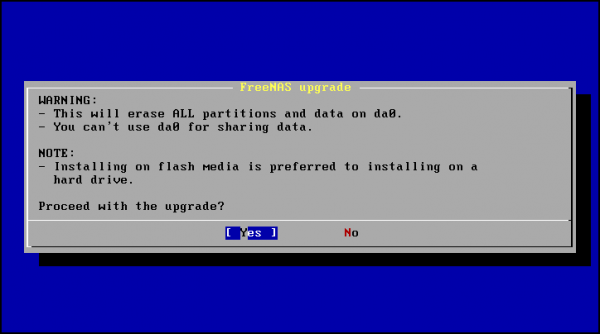 FreeNAS upgrade
WARNING:
- This will erase ALL partitions and data on da0.
- You can't use da0 for sharing data.
NOTE:
- Installing on flash media is preferred to installing on a
hard drive.
Proceed with the upgrade?
[ Yes ] No